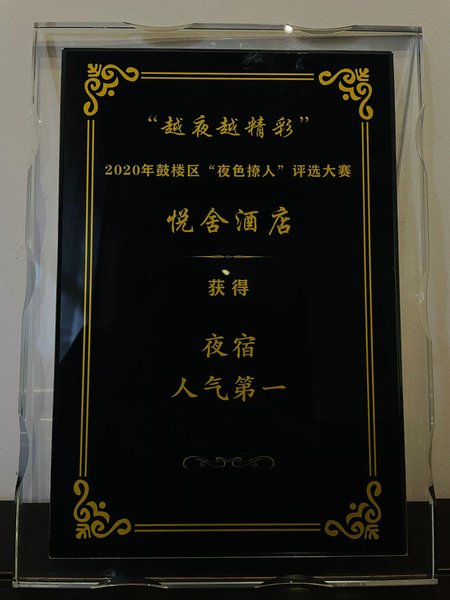 “越夜越精彩”
2020年鼓楼区“夜色撩人”评选大赛
悦舍酒店
获得
夜宿
人气第一